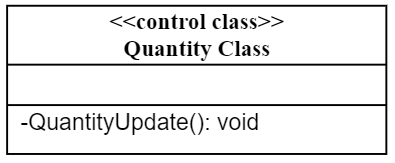 <<control class>>
Quantity Class
-QuantityUpdate(): void